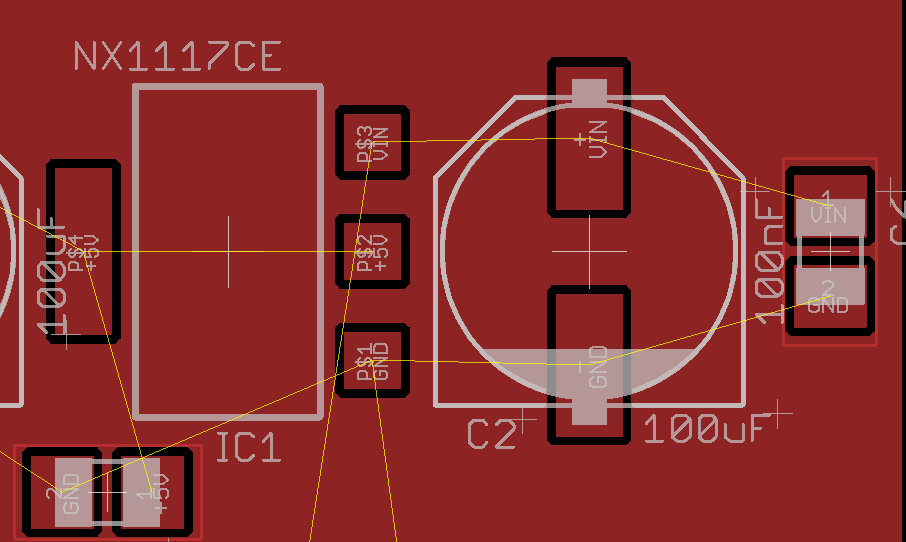 NX1117CE
P$3
VIN
VIN
1
VIN
100nF
100uF
P$4
+5V
P$2
+5V
2
GND
P$1
GND
GND
IC1
C2
100uF
2
GND
1
+5V